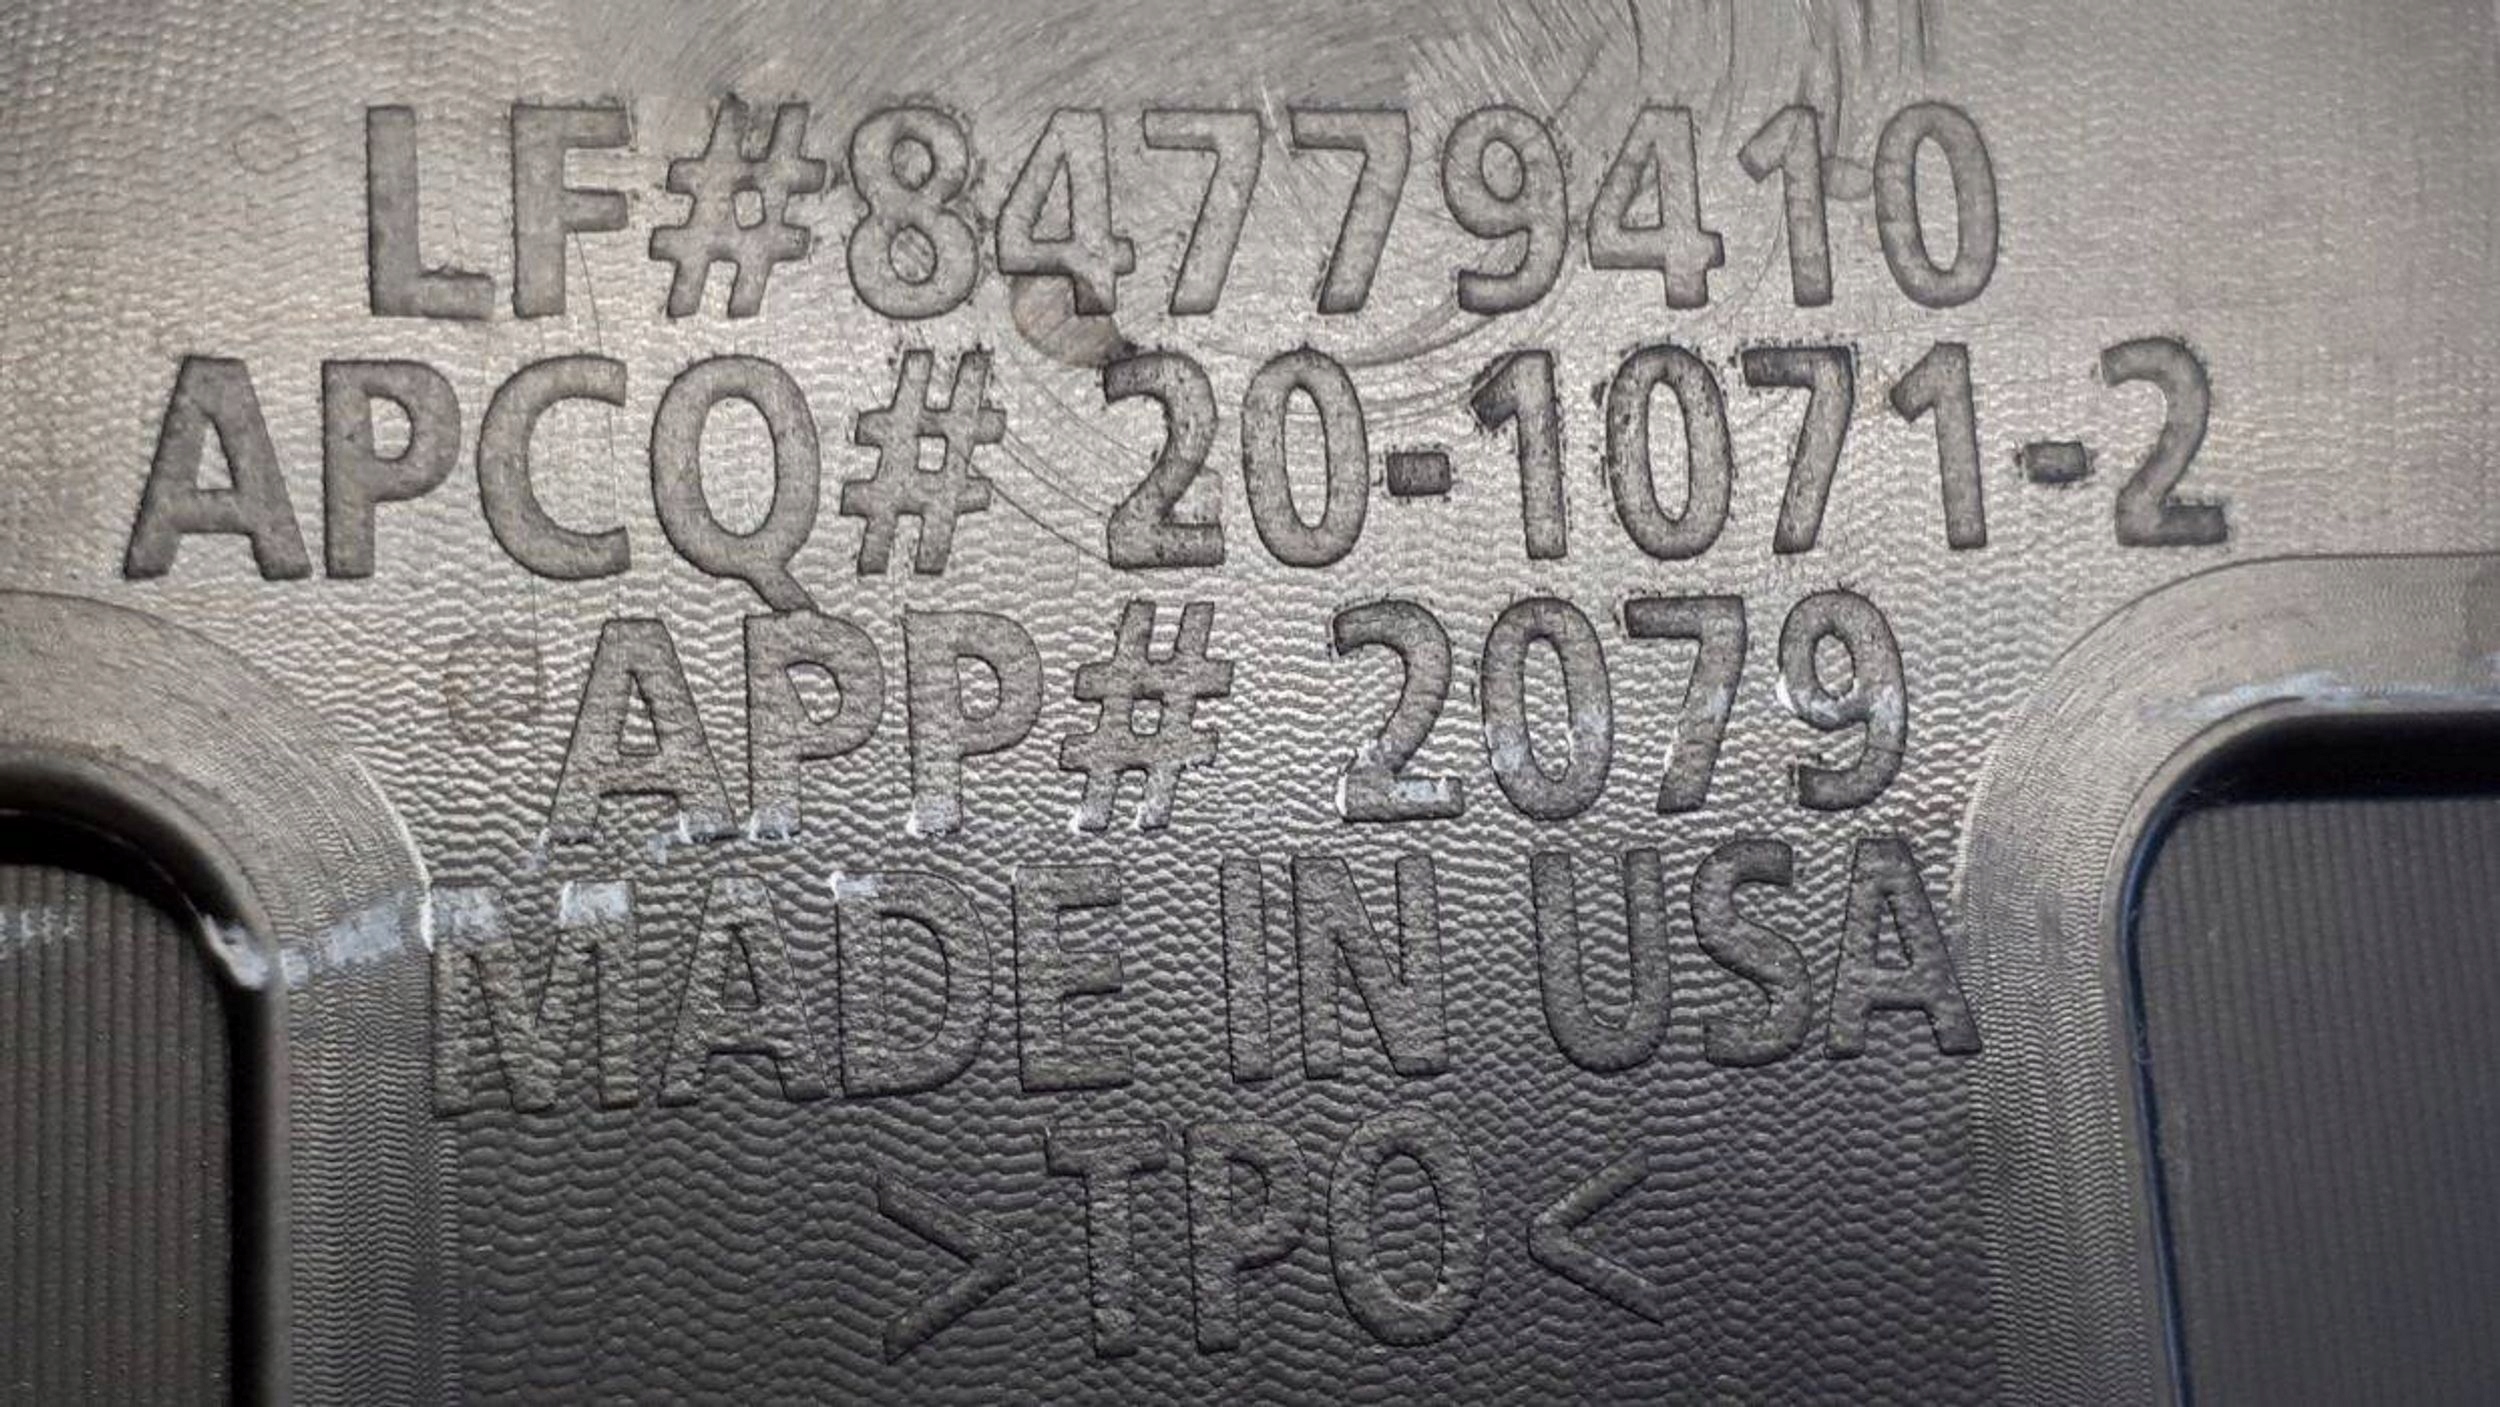 LF#84779410
APCQ# 20-1071-2
APP# 2079
MADE IN USA
>TPO<